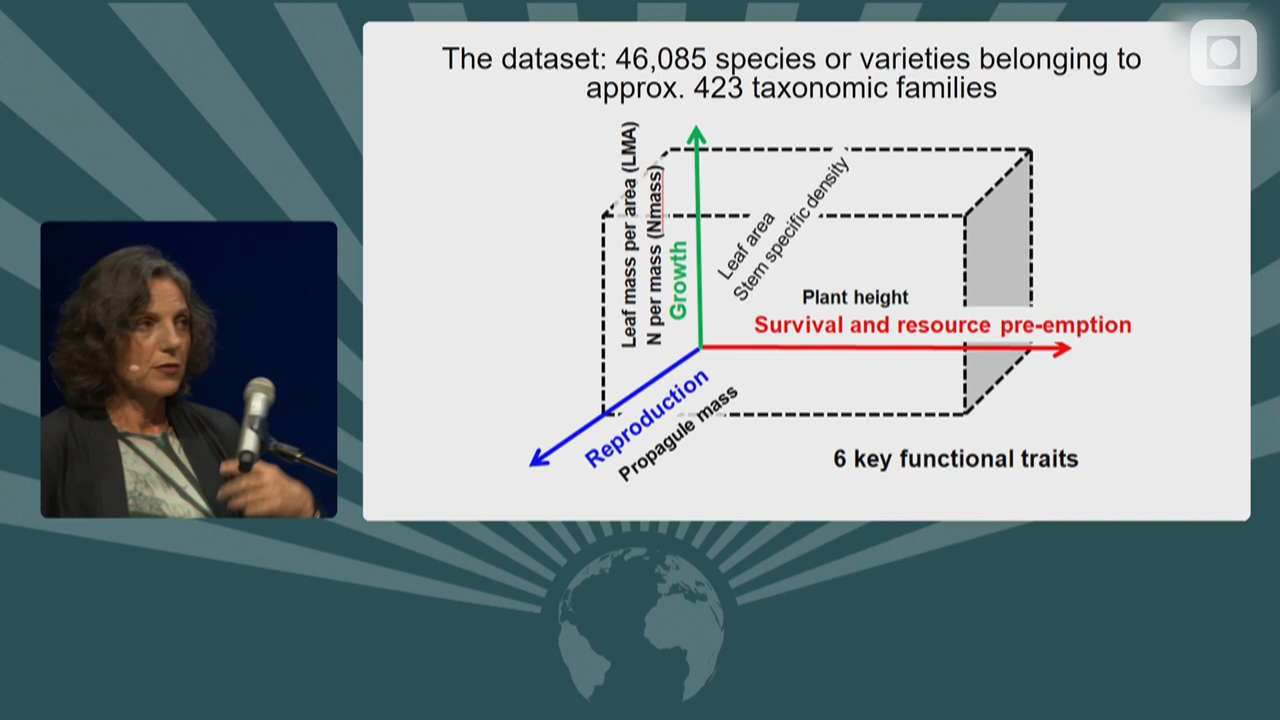 The dataset: 46,085 species or varieties belonging to
approx. 423 taxonomic families
Leaf mass per area (LMA)
N per mass (Nmass)
Growth
Leaf area
Stem specific density
Plant height
Survival and resource pre-emption
Reproduction
Propagule mass
6 key functional traits